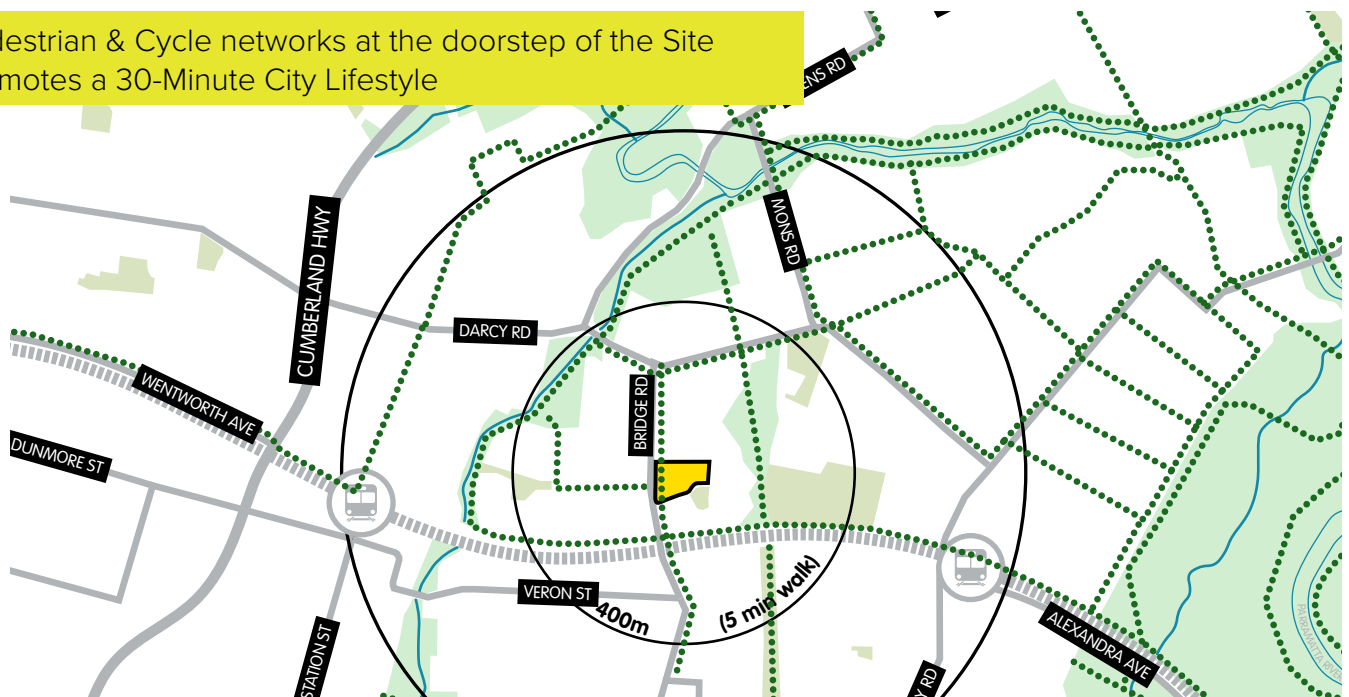 destrian & Cycle networks at the doorstep of the Site
motes a 30-Minute City Lifestyle
ENS RD
CUMBERLAND HWY
MONS RD
DARCY RD
WENTWORTH AVE
BRIDGE RD
DUNMORE ST
VERON ST
400m
(5 min walk)
ALEXANDRA AVE
STATION ST
Y RD
PARRAMATTA RIVER